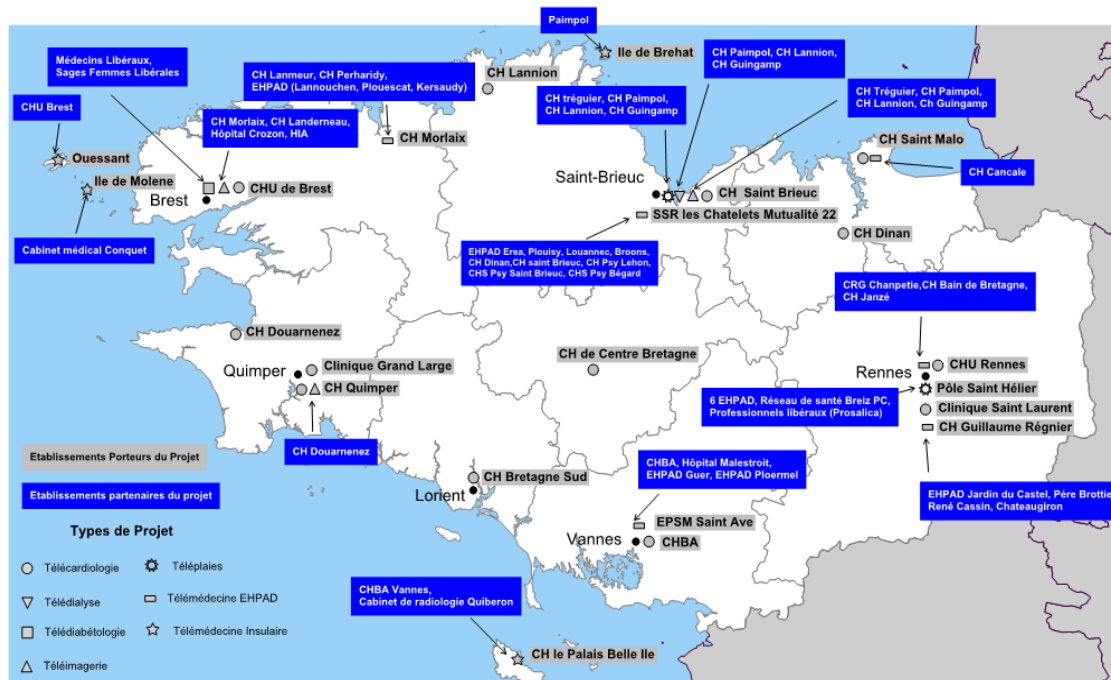 Paimpol
Ile de Brehat
Médecins Libéraux,
Sages Femmes Libérales
CH Lanmeur, CH Perharidy,
EHPAD (Lannouchen, Plouescat, Kersaudy)
CH Lannion
CH Paimpol, CH Lannion,
CH Guingamp
CHU Brest
CH Morlaix, CH Landerneau,
Hôpital Crozon, HIA
CH tréguier, CH Paimpol,
CH Lannion, CH Guingamp
CH Tréguier, CH Paimpol,
CH Lannion, Ch Guingamp
CH Morlaix
CH Saint Malo
Ouessant
CH Cancale
Ile de Molene
Brest
CHU de Brest
Saint-Brieuc
CH Saint Brieuc
SSR les Chatelets Mutualité 22
Cabinet médical Conquet
CH Dinan
EHPAD Erea, Plouisy, Louannec, Broons,
CH Dinan,CH saint Brieuc, CH Psy Lehon,
CHS Psy Saint Brieuc, CHS Psy Bégard
CRG Chanpetie,CH Bain de Bretagne,
CH Janzé
CH Douarnenez
Quimper
Clinique Grand Large
CH Quimper
CH de Centre Bretagne
Rennes
CHU Rennes
6 EHPAD, Réseau de santé Breiz PC,
Professionnels libéraux (Prosalica)
Pôle Saint Hélier
Clinique Saint Laurent
CH Guillaume Régnier
CH Douarnenez
Etablissements Porteurs du Projet
Etablissements partenaires du projet
CH Bretagne Sud
Lorient
CHBA, Hôpital Malestroit,
EHPAD Guer, EHPAD Ploermel
EHPAD Jardin du Castel, Pére Brottie
René Cassin, Chateaugiron
EPSM Saint Ave
Vannes
CHBA
Types de Projet
Télécardiologie
Téléplaies
Télédialyse
Télémédecine EHPAD
Télédiabétologie
Télémédecine Insulaire
Téléimagerie
CHBA Vannes,
Cabinet de radiologie Quiberon
CH le Palais Belle Ile